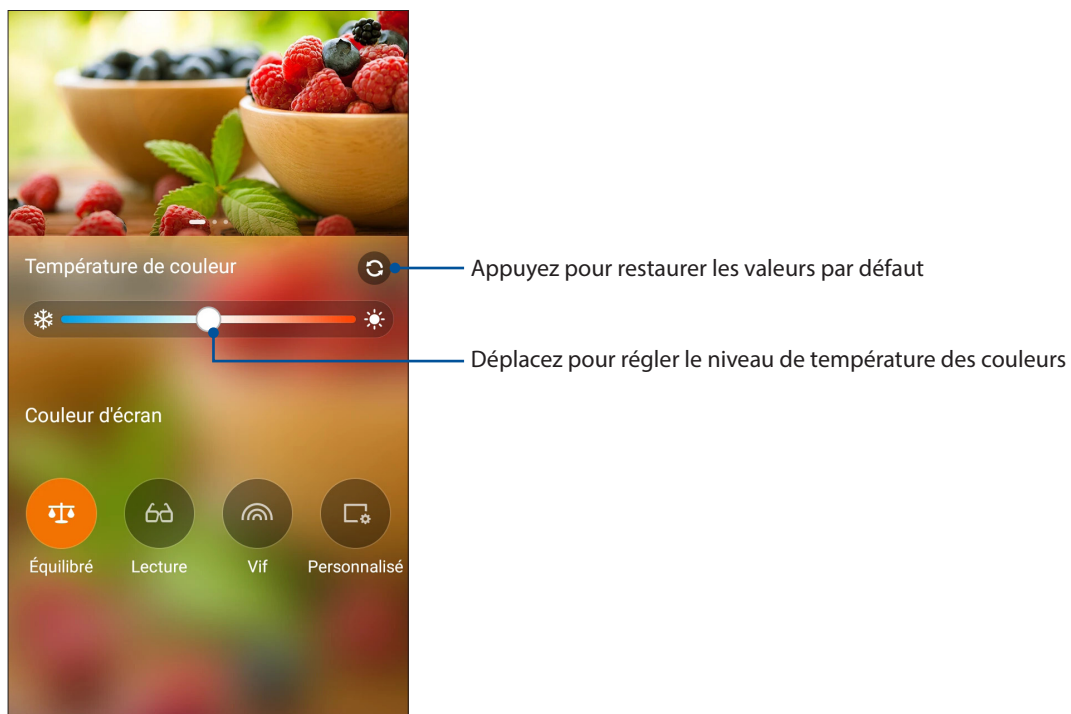 Température de couleur
Appuyez pour restaurer les valeurs par défaut
Déplacez pour régler le niveau de température des couleurs
Couleur d'écran
Équilibré
Lecture
Vif
Personnalisé